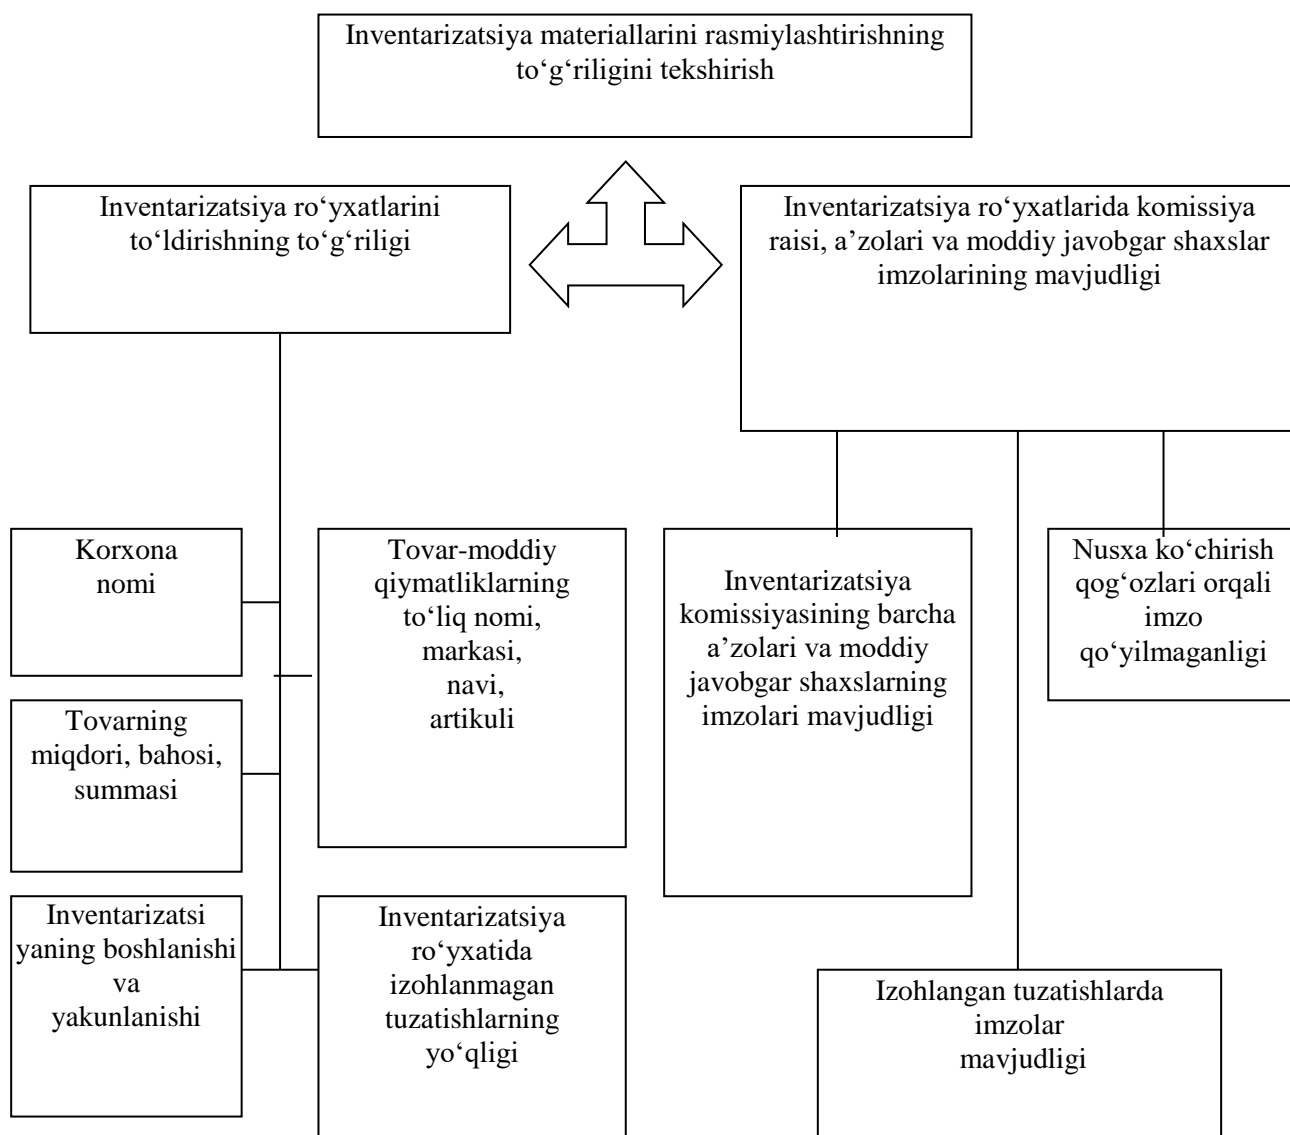 Inventarizatsiya materiallarini rasmiylashtirishning
to‘g‘riligini tekshirish
Inventarizatsiya ro‘yxatlarini
to‘ldirishning to‘g‘riligi
Inventarizatsiya ro‘yxatlarida komissiya
raisi, a’zolari va moddiy javobgar shaxslar
imzolarining mavjudligi
Korxona
nomi
Tovar-moddiy
qiymatliklarning
to‘liq nomi,
markasi,
navi,
artikuli
Tovarning
miqdori, bahosi,
summasi
Inventarizatsi
yaning boshlanishi
va
yakunlanishi
Inventarizatsiya
ro‘yxatida
izohlanmagan
tuzatishlarning
yo‘qligi
Inventarizatsiya
komissiyasining barcha
a’zolari va moddiy
javobgar shaxslarning
imzolari mavjudligi
Nusxa ko‘chirish
qog‘ozlari orqali
imzo
qo‘yilmaganligi
Izohlangan tuzatishlarda
imzolar
mavjudligi